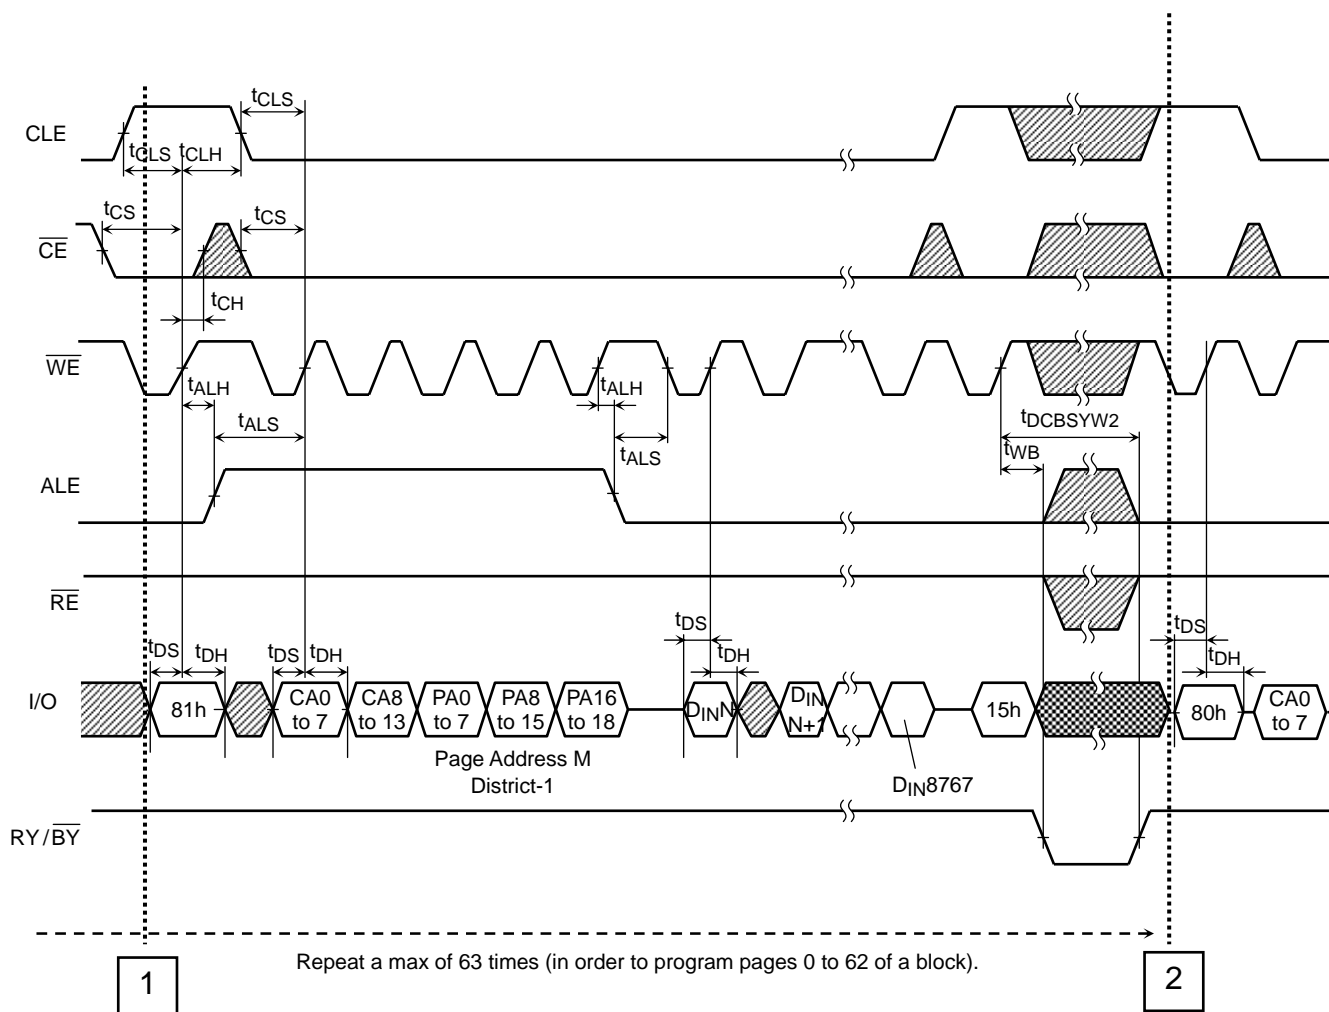 tCLS
CLE
tCLS tCLH
tCS tCS
CE
tCH
WE
tALH tALH
tDCBSYW2
tALS
tALS tWB
ALE
RE
tDS tDH tDS tDH tDS tDH tDS tDH
I/O
81h
CA0 to 7
CA8 to 13
PA0 to 7
PA8 to 15
PA16 to 18
DINN
DIN N+1
15h
80h
CA0 to 7
Page Address M
District-1
DIN8767
RY/BY
Repeat a max of 63 times (in order to program pages 0 to 62 of a block).
1
2